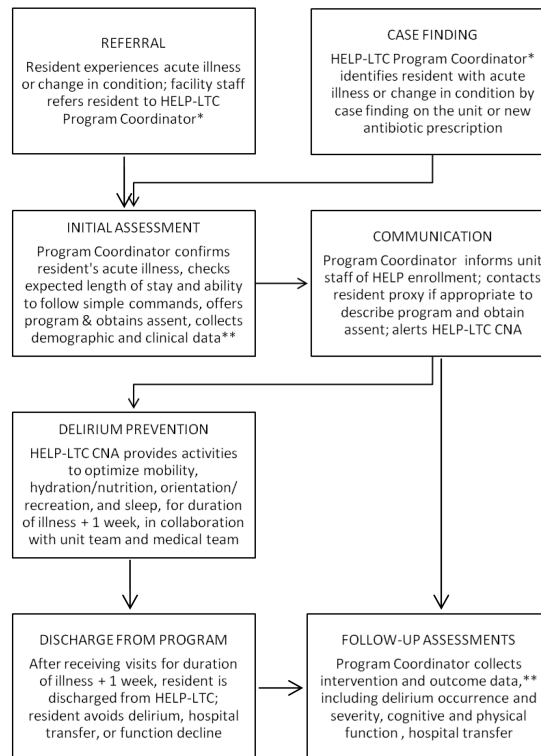 REFERRAL
Resident experiences acute illness
or change in condition; facility staff
refers resident to HELP-LTC
Program Coordinator*
CASE FINDING
HELP-LTC Program Coordinator*
identifies resident with acute
illness or change in condition by
case finding on the unit or new
antibiotic prescription
INITIAL ASSESSMENT
Program Coordinator confirms
resident's acute illness, checks
expected length of stay and ability
to follow simple commands, offers
program & obtains assent, collects
demographic and clinical data**
COMMUNICATION
Program Coordinator informs unit
staff of HELP enrollment; contacts
resident proxy if appropriate to
describe program and obtain
assent; alerts HELP-LTC CNA
DELIRIUM PREVENTION
HELP-LTC CNA provides activities
to optimize mobility,
hydration/nutrition, orientation/
recreation, and sleep, for duration
of illness + 1 week, in collaboration
with unit team and medical team
DISCHARGE FROM PROGRAM
After receiving visits for duration
of illness + 1 week, resident is
discharged from HELP-LTC;
resident avoids delirium, hospital
transfer, or function decline
FOLLOW-UP ASSESSMENTS
Program Coordinator collects
intervention and outcome data,**
including delirium occurrence and
severity, cognitive and physical
function , hospital transfer